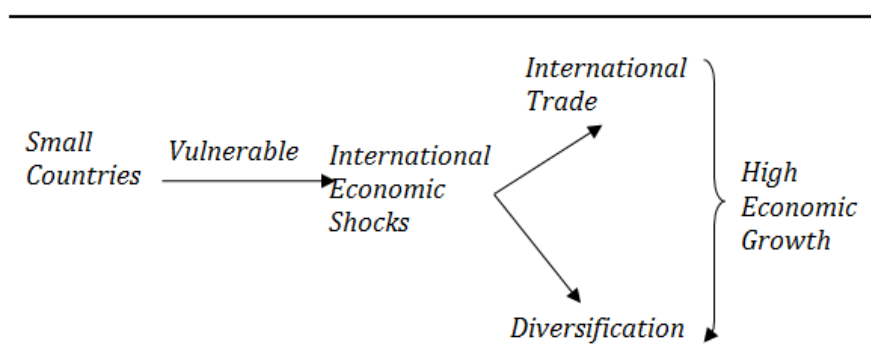 Small
Countries
Vulnerable
International
Economic
Shocks
International
Trade
Diversification
High
Economic
Growth